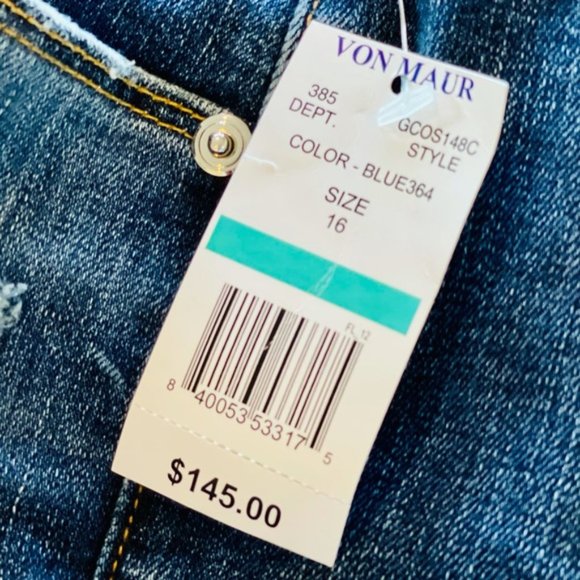 VON MAUR
385 GCOS148C
DEPT. STYLE
COLOR - BLUE364
SIZE
16
FL 12
8 40053 53317 5
$145.00